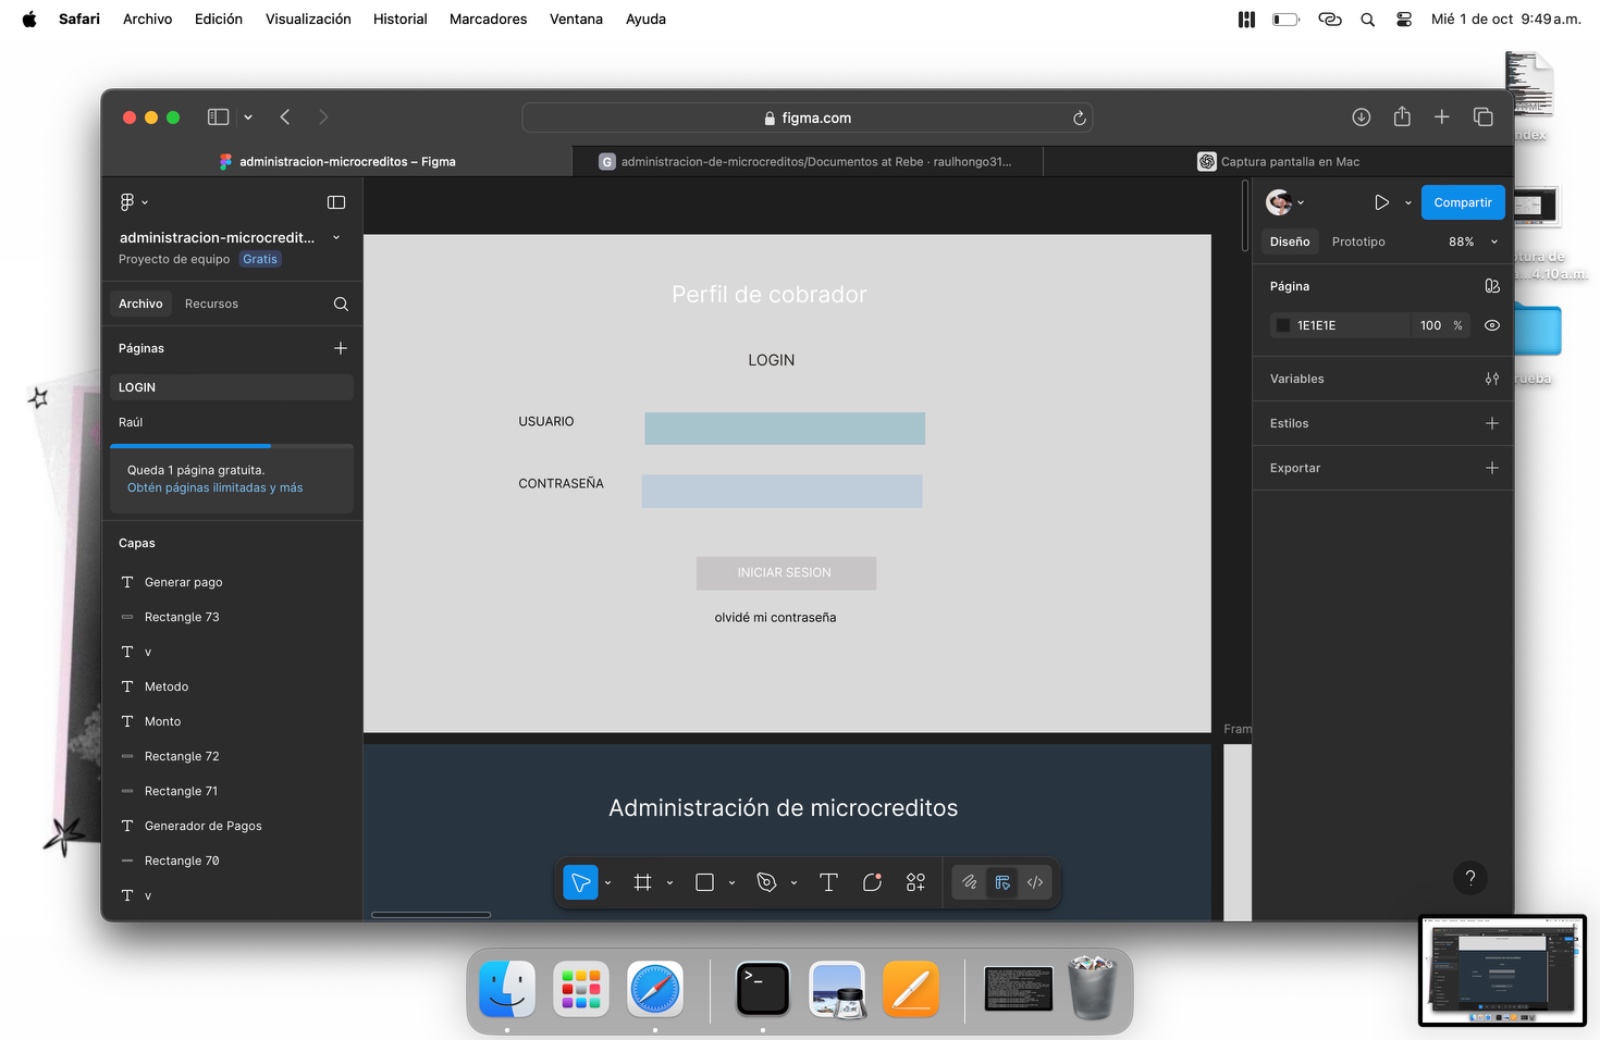 Safari Archivo Edición Visualización Historial Marcadores Ventana Ayuda
Mié 1 de oct 9:49 a.m.
figma.com
administracion-microcreditos – Figma
administracion-de-microcreditos/Documentos at Rebe · raulhongo31...
Captura pantalla en Mac
administracion-microcredit...
Proyecto de equipo Gratis
Archivo Recursos
Páginas
LOGIN
Raúl
Queda 1 página gratuita.
Obtén páginas ilimitadas y más
Capas
Generar pago
Rectangle 73
v
Metodo
Monto
Rectangle 72
Rectangle 71
Generador de Pagos
Rectangle 70
v
Perfil de cobrador
LOGIN
USUARIO
CONTRASEÑA
INICIAR SESION
olvidé mi contraseña
Fram
Administración de microcreditos
Compartir
Diseño Prototipo 88%
Página
1E1E1E 100 %
Variables
Estilos
Exportar
?
ndex
tura de
a...4.10 a.m.
rueba